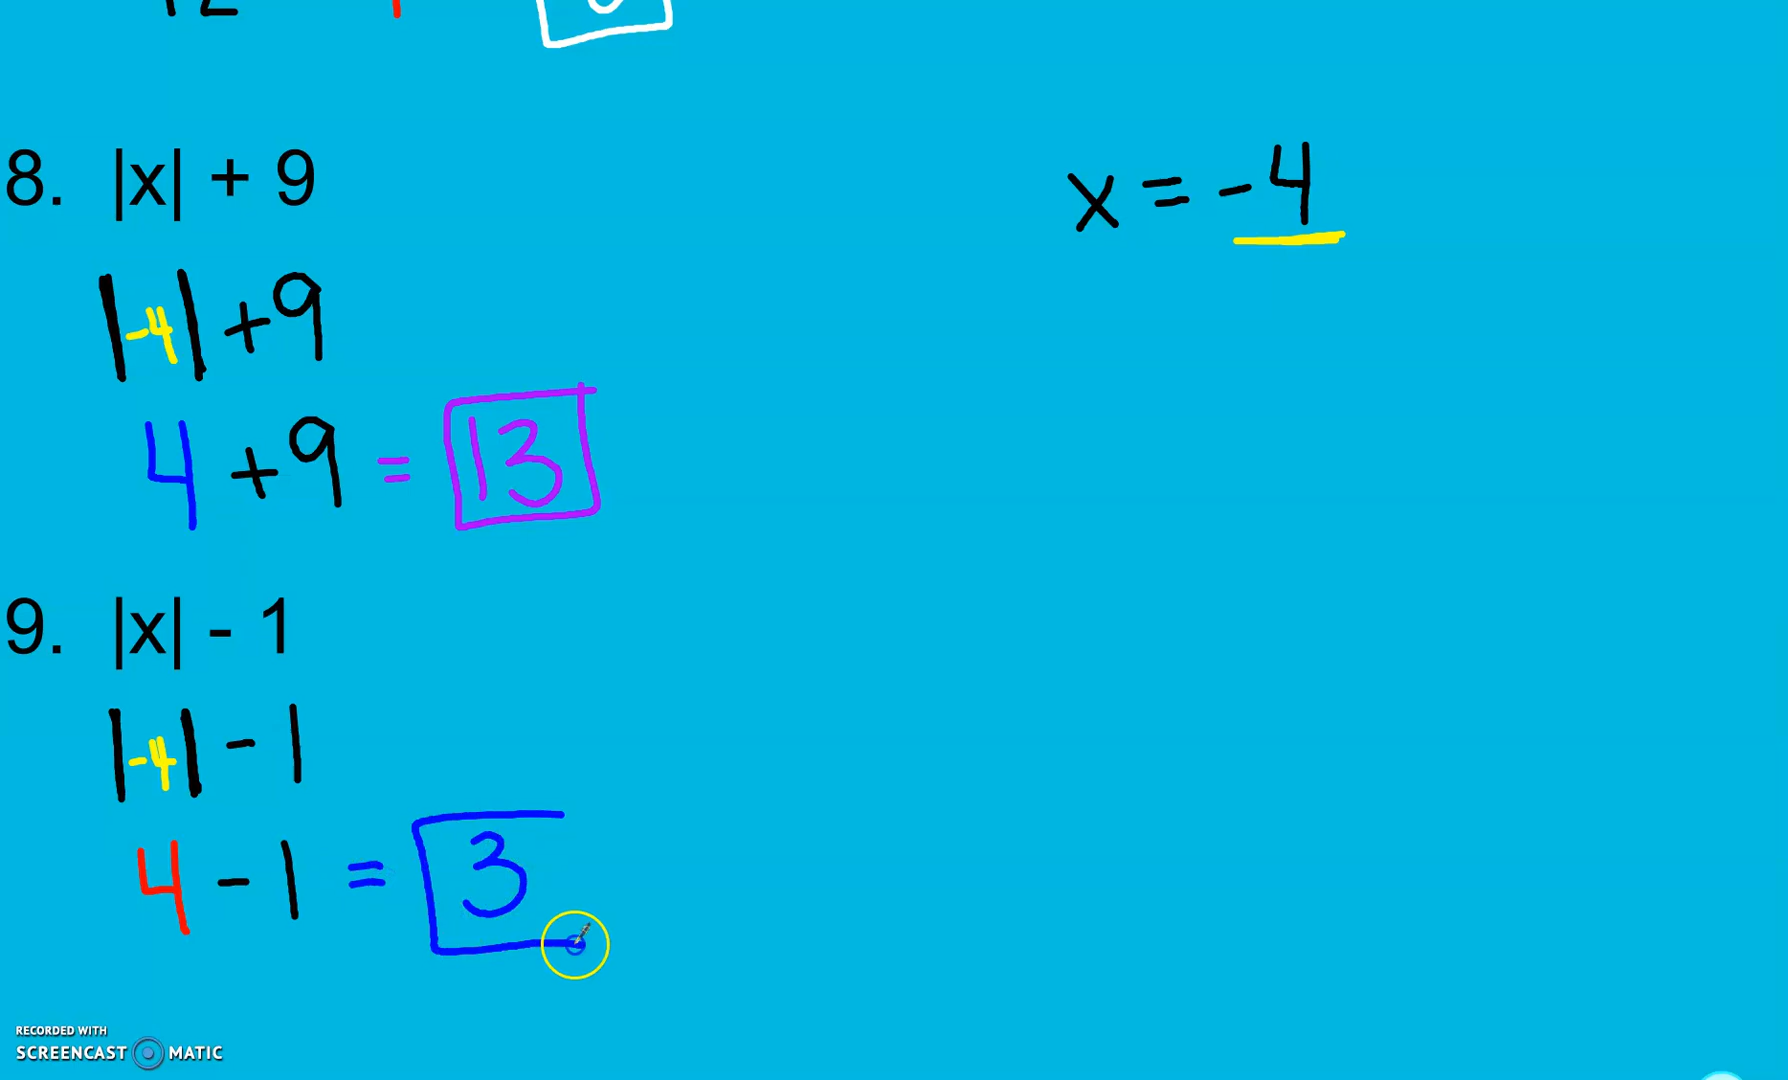 12
8. |x| + 9
x = -4
|-4| + 9
4 + 9 = 13
9. |x| - 1
|-4| - 1
4 - 1 = 3
RECORDED WITH
SCREENCAST MATIC